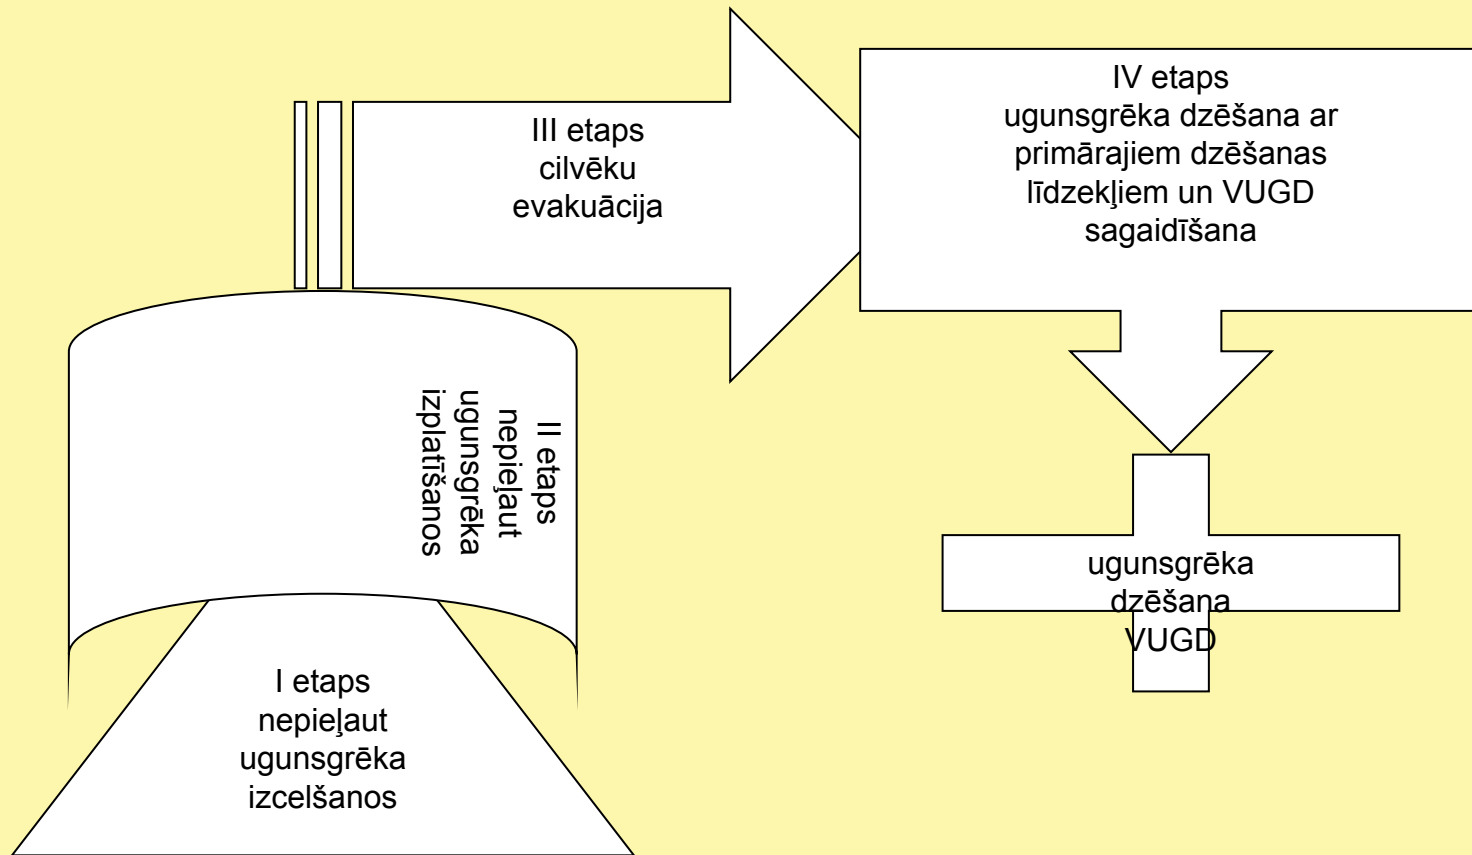 I etaps
nepieļaut
ugunsgrēka
izcelšanos
II etaps
nepieļaut
ugunsgrēka
izplatīšanos
III etaps
cilvēku
evakuācija
IV etaps
ugunsgrēka dzēšana ar
primārajiem dzēšanas
līdzekļiem un VUGD
sagaidīšana
ugunsgrēka
dzēšana
VUGD